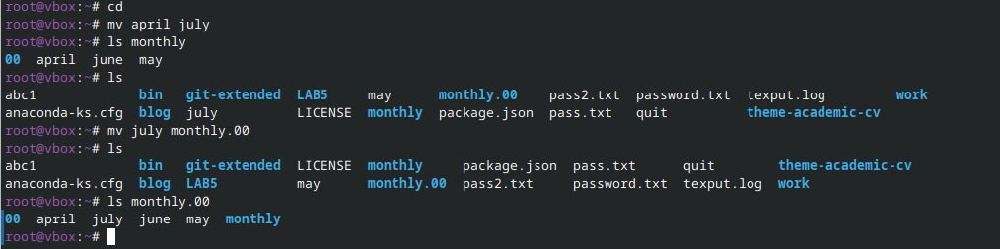 root@vbox:~# cd
root@vbox:~# mv april july
root@vbox:~# ls monthly
00  april  june  may
root@vbox:~# ls
abc1             bin   git-extended  LAB5     may      monthly.00    pass2.txt  password.txt  texput.log         work
anaconda-ks.cfg  blog  july          LICENSE  monthly  package.json  pass.txt   quit          theme-academic-cv
root@vbox:~# mv july monthly.00
root@vbox:~# ls
abc1             bin   git-extended  LICENSE  monthly     package.json  pass.txt      quit        theme-academic-cv
anaconda-ks.cfg  blog  LAB5          may      monthly.00  pass2.txt     password.txt  texput.log  work
root@vbox:~# ls monthly.00
00  april  july  june  may  monthly
root@vbox:~#